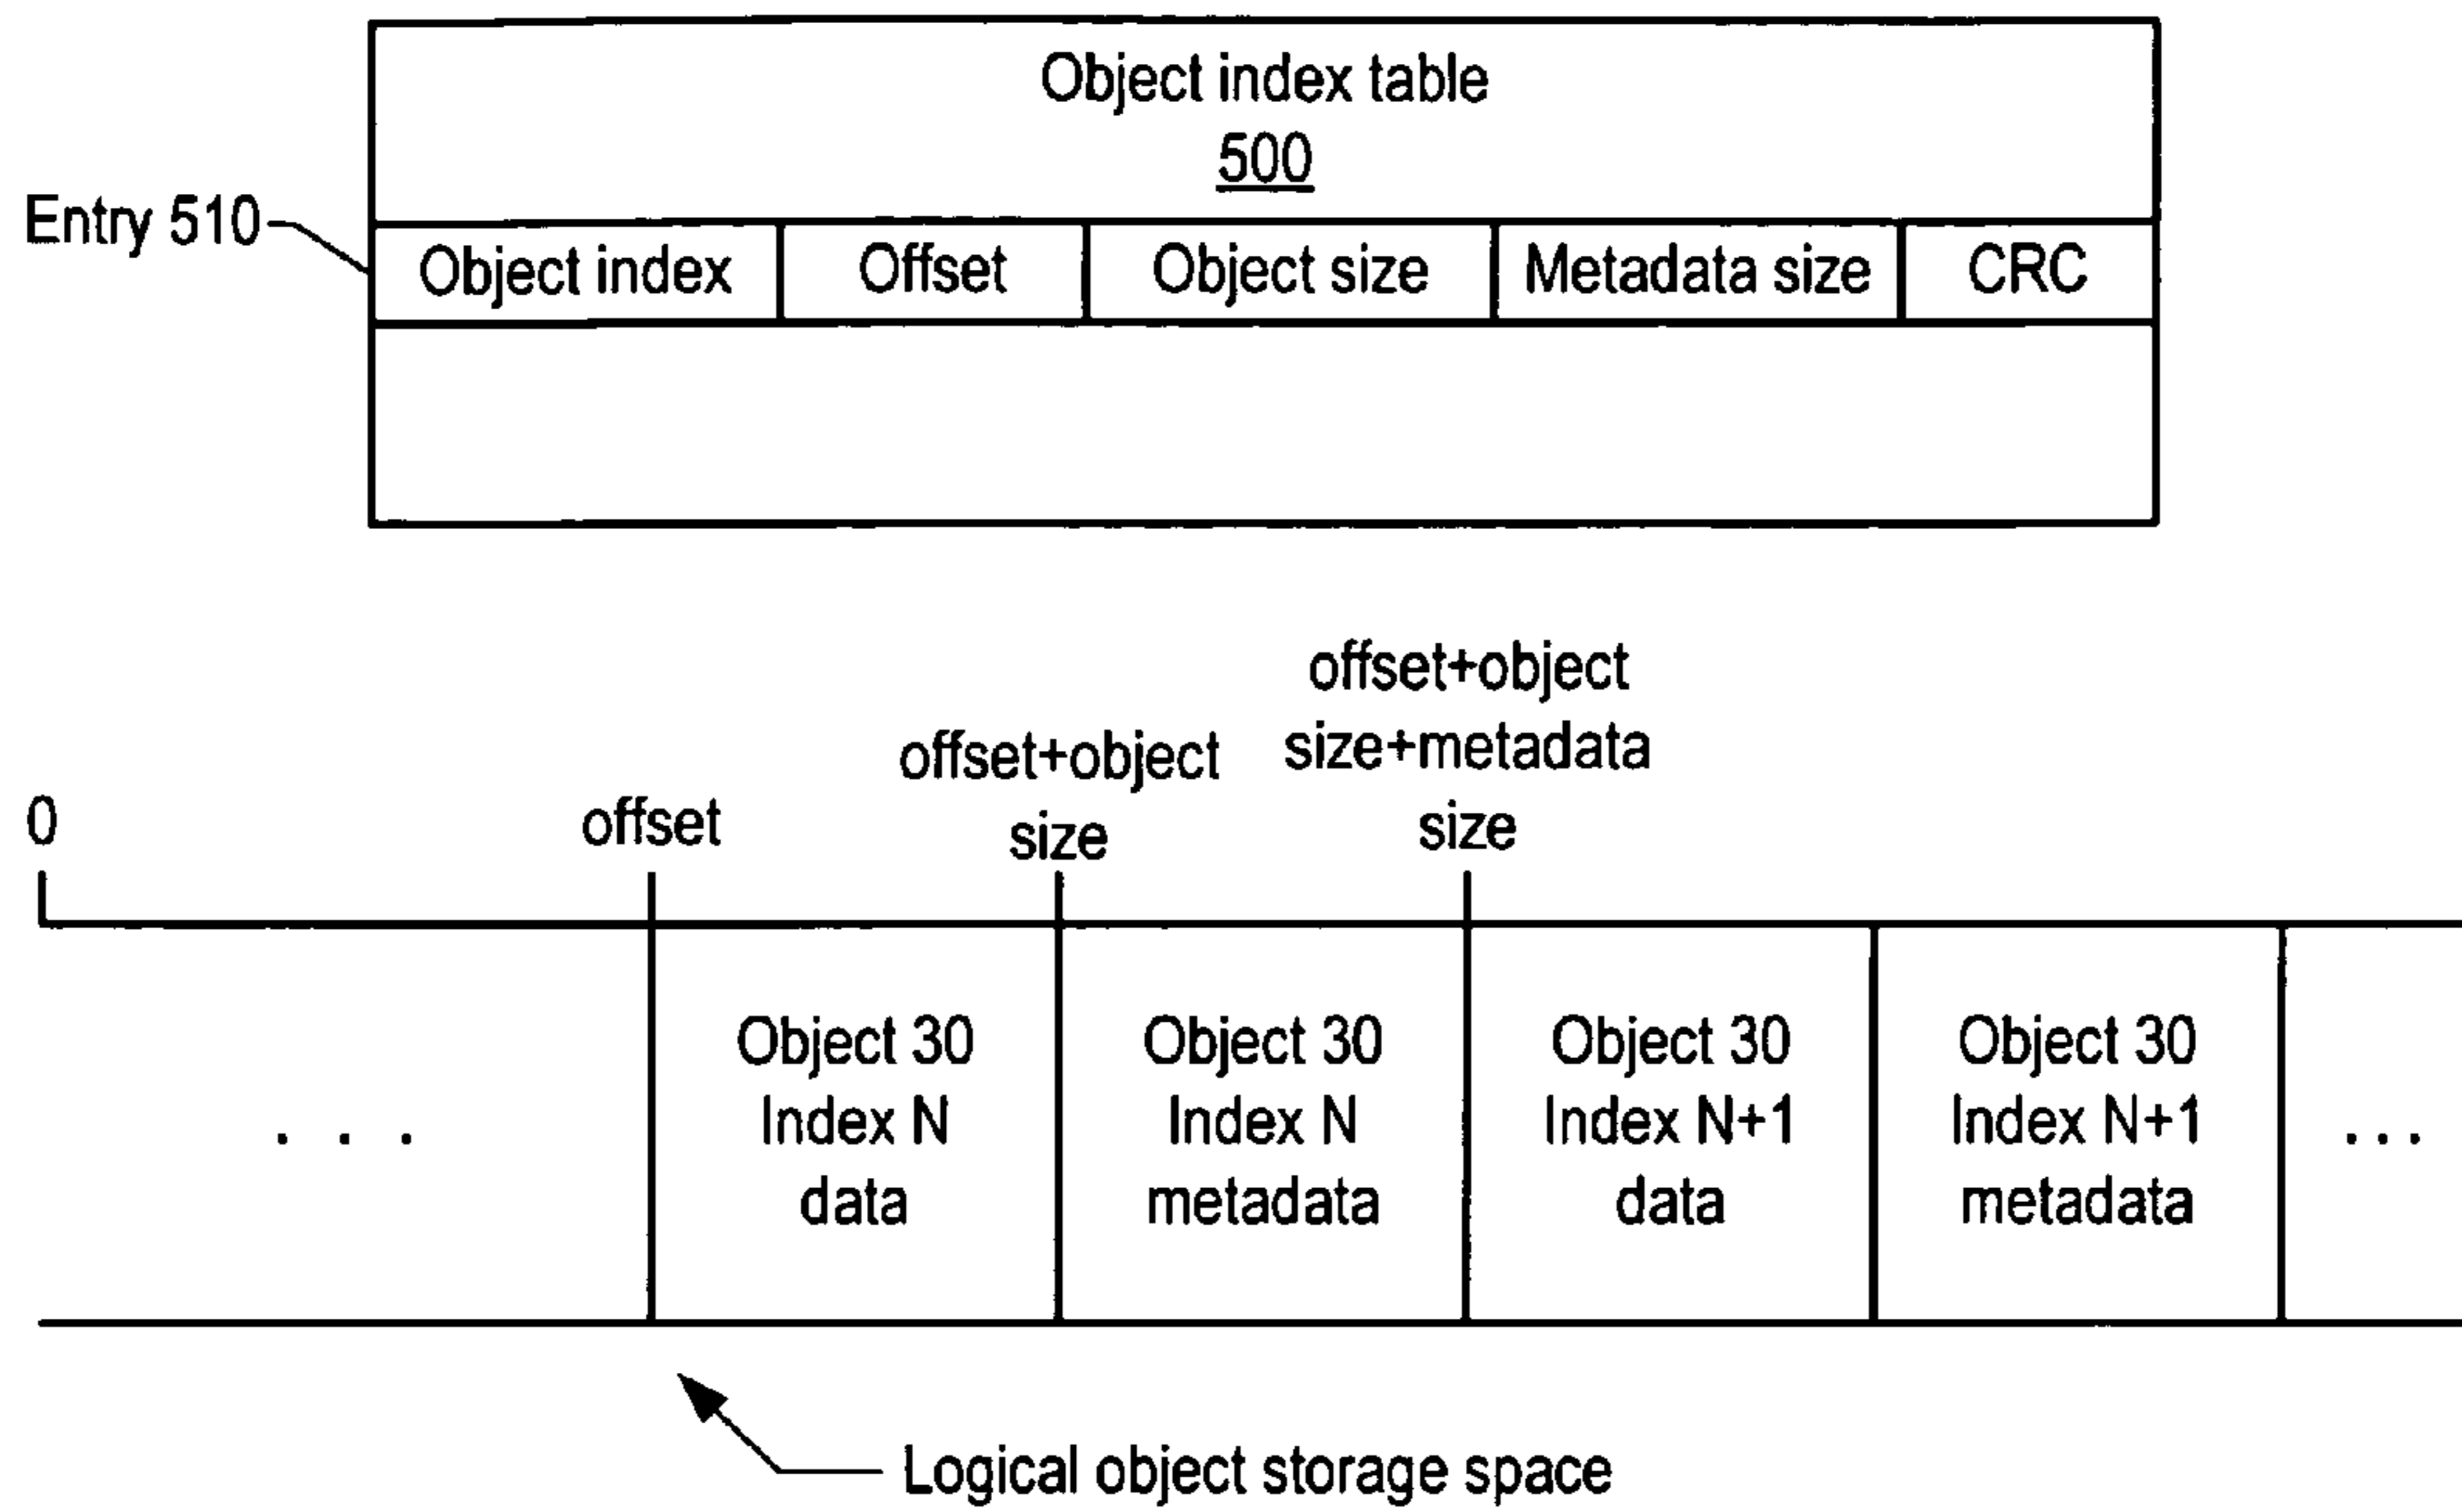 Object index table
500
Entry 510
Object index Offset Object size Metadata size CRC
offset+object
size+metadata
size
offset+object
size
offset
0
. . .
Object 30
Index N
data
Object 30
Index N
metadata
Object 30
Index N+1
data
Object 30
Index N+1
metadata
...
Logical object storage space